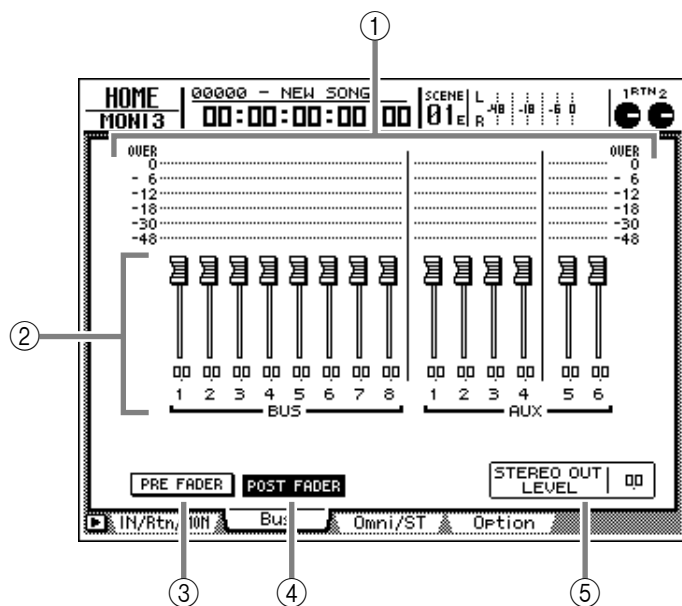 ①
HOME
MONI3
00000 - NEW SONG
00:00:00:00 00
SCENE
01E
L -48 -18 -6 0
R
1RTN2
OVER OVER
0 0
- 6 - 6
-12 -12
-18 -18
-30 -30
-48 -48
②
00 00 00 00 00 00 00 00 00 00 00 00 00 00
1 2 3 4 5 6 7 8 1 2 3 4 5 6
BUS AUX
PRE FADER POST FADER STEREO OUT LEVEL 00
IN/Rtn/MON Bus Omni/ST Option
③ ④ ⑤